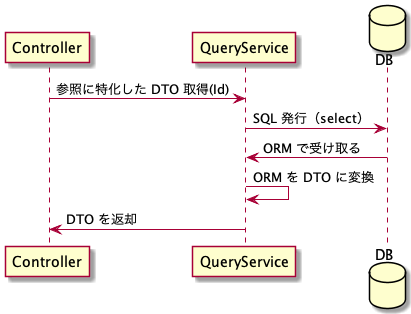 DB
Controller
QueryService
参照に特化した DTO 取得(Id)
SQL 発行（select）
ORM で受け取る
ORM を DTO に変換
DTO を返却
Controller
QueryService
DB